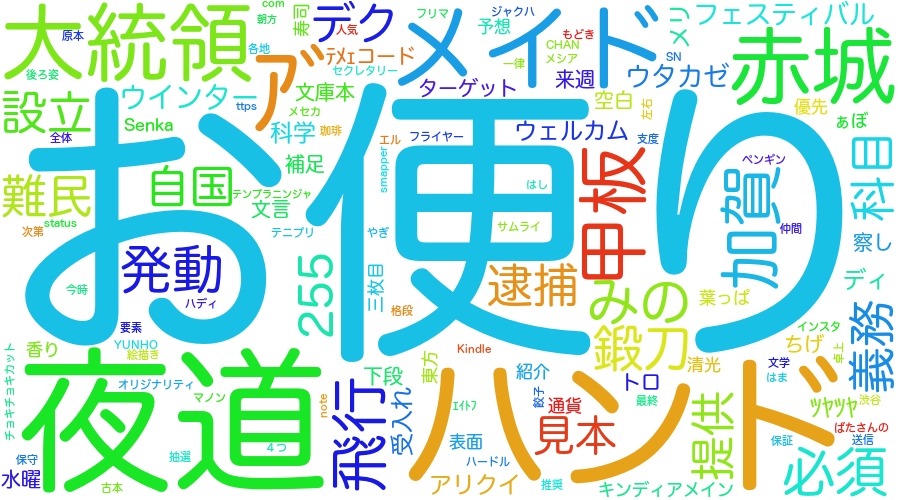 お便り
ハンド
夜道
メイド
大統領
赤城
甲板
加賀
アズ
デク
発動
飛行
逮捕
鍛刀
みの
必須
義務
提供
見本
科目
難民
自国
設立
255
ウインター
ウタカゼ
フェスティバル
メリ
ﾃﾒｪコード
文庫本
科学
ターゲット
来週
空白
ウェルカム
補足
Senka
文言
予想
優先
あぼ
察し
ディ
葉っぱ
ちげ
清光
ﾂﾔﾂﾔ
トロ
通貨
紹介
下段
受入れ
東方
三枚目
表面
アリクイ
キンディアメイン
水曜
香り
寿司
com
朝方
原本
人気
各地
後ろ姿
セクレタリー
ttps
メセカ
珈琲
エル
フライヤー
支度
左右
フリマ
ジャクハ
もどき
CHAN
メシア
SN
一律
全体
status
次第
テンプラニンジャ
テニプリ
smapper
はし
サムライ
やぎ
ペンギン
仲間
今時
ハディ
要素
YUNHO
絵描き
格段
Kindle
インスタ
卓上
文学
はま
渋谷
ぱたさんの
送信
保証
最終
餃子
ｴｲﾄﾌ
ハードル
推奨
note
マノン
オリジナリティ
チョキチョキカット
4つ
抽選
保守
古本